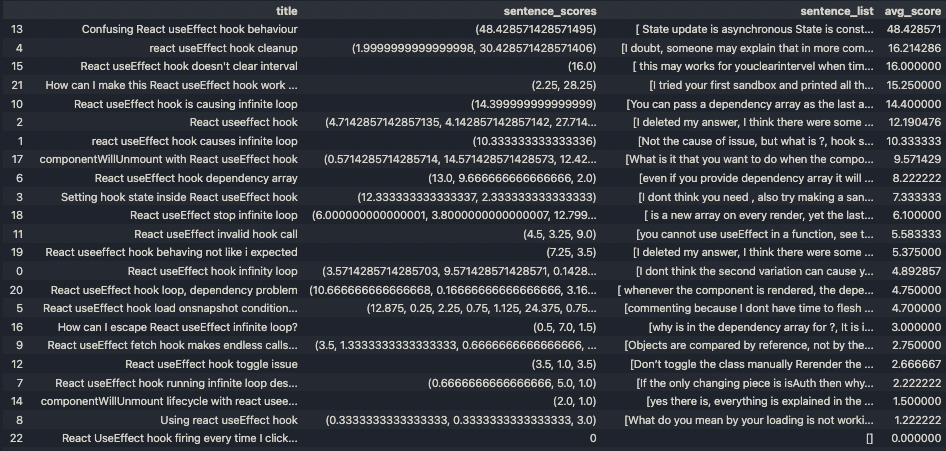 title sentence_scores sentence_list avg_score
13 Confusing React useEffect hook behaviour (48.428571428571495) [ State update is asynchronous State is const... 48.428571
4 react useEffect hook cleanup (1.9999999999999998, 30.428571428571406) [I doubt, someone may explain that in more com... 16.214286
15 React useEffect hook doesn't clear interval (16.0) [ this may works for youclearintervel when tim... 16.000000
21 How can I make this React useEffect hook work ... (2.25, 28.25) [I tried your first sandbox and printed all th... 15.250000
10 React useEffect hook is causing infinite loop (14.399999999999999) [You can pass a dependency array as the last a... 14.400000
2 React useeffect hook (4.7142857142857135, 4.142857142857142, 27.714... [I deleted my answer, I think there were some ... 12.190476
1 react useEffect hook causes infinite loop (10.333333333333336) [Not the cause of issue, but what is ?, hook s... 10.333333
17 componentWillUnmount with React useEffect hook (0.5714285714285714, 14.571428571428573, 12.42... [What is it that you want to do when the compo... 9.571429
6 React useEffect hook dependency array (13.0, 9.666666666666666, 2.0) [even if you provide dependency array it will ... 8.222222
3 Setting hook state inside React useEffect hook (12.333333333333337, 2.3333333333333333) [I dont think you need , also try making a san... 7.333333
18 React useEffect stop infinite loop (6.000000000000001, 3.8000000000000007, 12.799... [ is a new array on every render, yet the last... 6.100000
11 React useEffect invalid hook call (4.5, 3.25, 9.0) [you cannot use useEffect in a function, see t... 5.583333
19 React useeffect hook behaving not like i expected (7.25, 3.5) [I deleted my answer, I think there were some ... 5.375000
0 React useEffect hook infinity loop (3.5714285714285703, 9.571428571428571, 0.1428... [I dont think the second variation can cause y... 4.892857
20 React useEffect hook loop, dependency problem (10.666666666666668, 0.16666666666666666, 3.16... [ whenever the component is rendered, the depe... 4.750000
5 React useEffect hook load onsnapshot condition... (12.875, 0.25, 2.25, 0.75, 1.125, 24.375, 0.75... [commenting because I dont have time to flesh ... 4.700000
16 How can I escape React useEffect infinite loop? (0.5, 7.0, 1.5) [why is in the dependency array for ?, It is i... 3.000000
9 React useEffect fetch hook makes endless calls... (3.5, 1.3333333333333333, 0.6666666666666666, ... [Objects are compared by reference, not by the... 2.750000
12 React useEffect hook toggle issue (3.5, 1.0, 3.5) [Don't toggle the class manually Rerender the ... 2.666667
7 React useEffect hook running infinite loop des... (0.6666666666666666, 5.0, 1.0) [If the only changing piece is isAuth then why... 2.222222
14 componentWillUnmount lifecycle with react usee... (2.0, 1.0) [yes there is, everything is explained in the ... 1.500000
8 Using react useEffect hook (0.3333333333333333, 0.3333333333333333, 3.0) [What do you mean by your loading is not worki... 1.222222
22 React UseEffect hook firing every time I click... 0 [] 0.000000